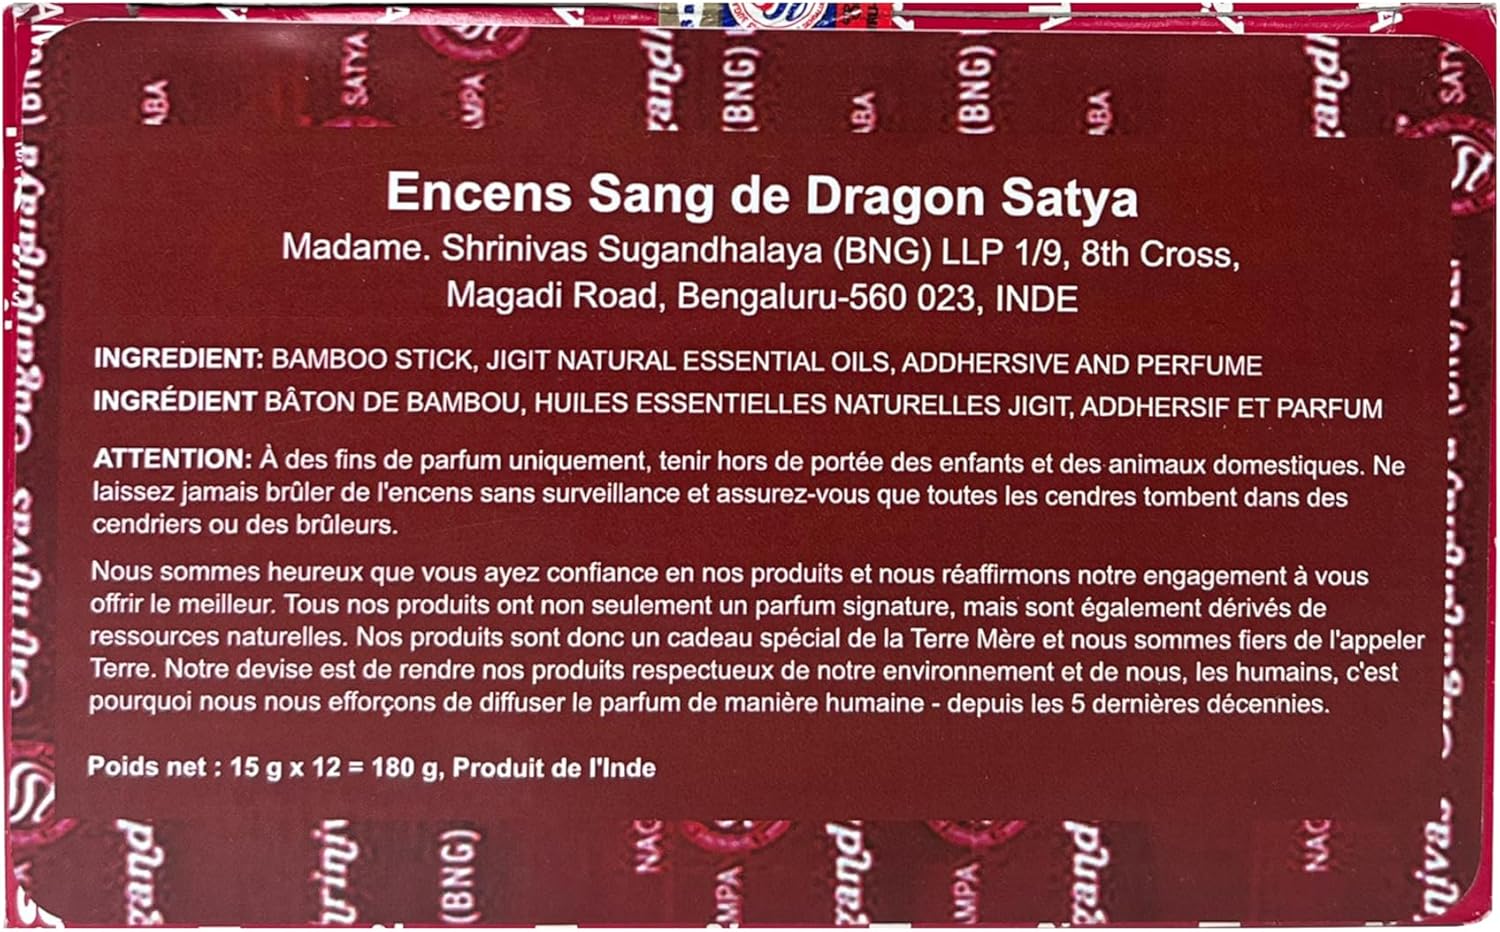 Encens Sang de Dragon Satya
Madame. Shrinivas Sugandhalaya (BNG) LLP 1/9, 8th Cross,
Magadi Road, Bengaluru-560 023, INDE
INGREDIENT: BAMBOO STICK, JIGIT NATURAL ESSENTIAL OILS, ADDHERSIVE AND PERFUME
INGRÉDIENT BÂTON DE BAMBOU, HUILES ESSENTIELLES NATURELLES JIGIT, ADDHERSIF ET PARFUM
ATTENTION: À des fins de parfum uniquement, tenir hors de portée des enfants et des animaux domestiques. Ne
laissez jamais brûler de l'encens sans surveillance et assurez-vous que toutes les cendres tombent dans des
cendriers ou des brûleurs.
Nous sommes heureux que vous ayez confiance en nos produits et nous réaffirmons notre engagement à vous
offrir le meilleur. Tous nos produits ont non seulement un parfum signature, mais sont également dérivés de
ressources naturelles. Nos produits sont donc un cadeau spécial de la Terre Mère et nous sommes fiers de l'appeler
Terre. Notre devise est de rendre nos produits respectueux de notre environnement et de nous, les humains, c'est
pourquoi nous nous efforçons de diffuser le parfum de manière humaine - depuis les 5 dernières décennies.
Poids net : 15 g x 12 = 180 g, Produit de l'Inde